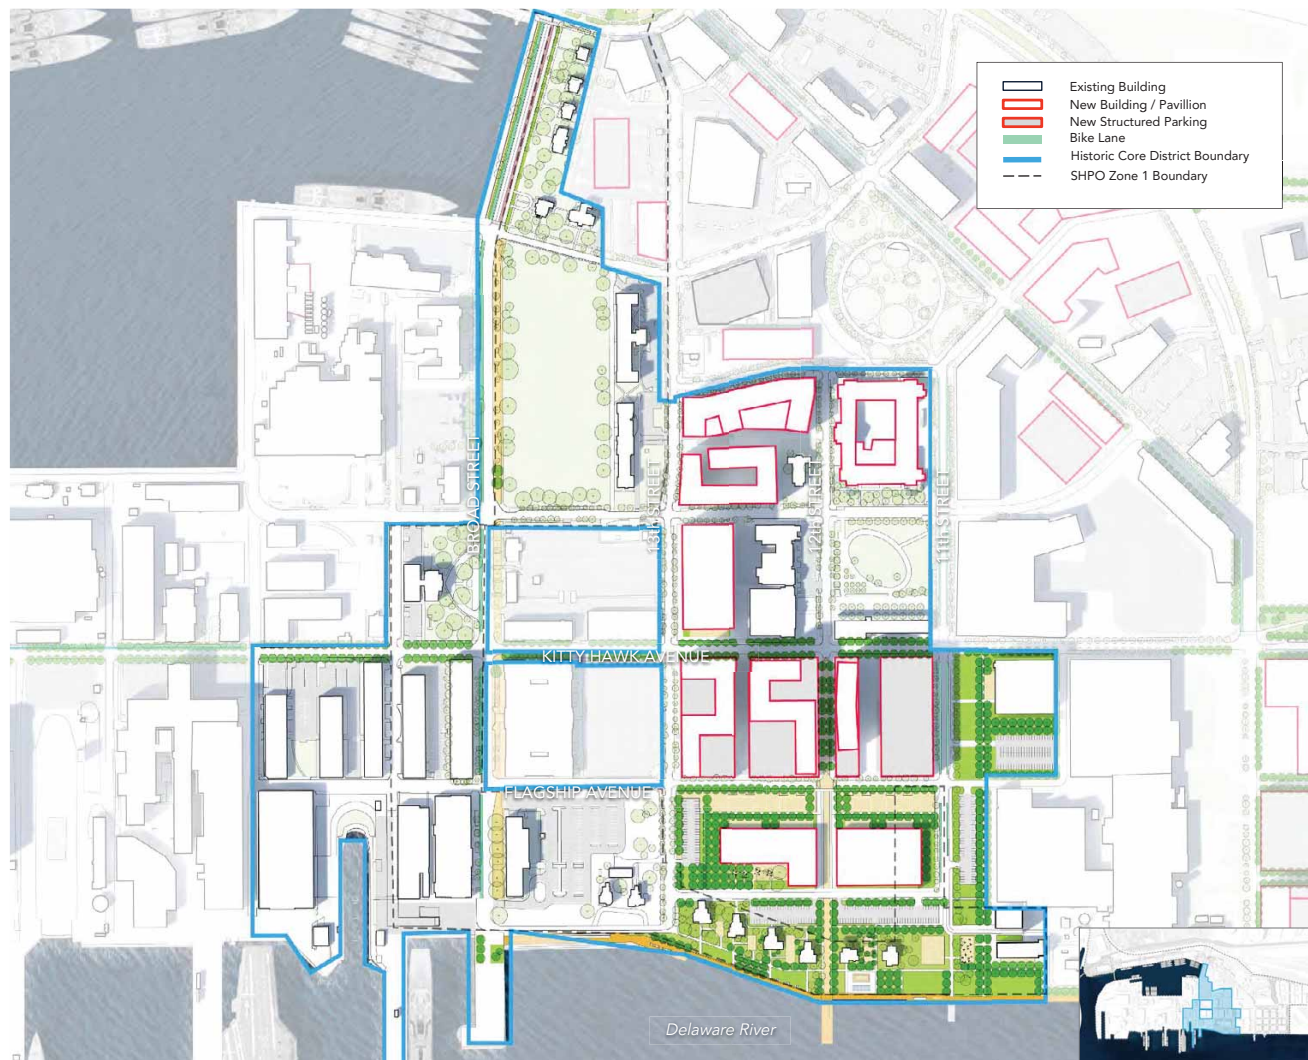 Existing Building
New Building / Pavillion
New Structured Parking
Bike Lane
Historic Core District Boundary
SHPO Zone 1 Boundary
BROAD STREET
13th STREET
12th STREET
11th STREET
KITTY HAWK AVENUE
FLAGSHIP AVENUE
Delaware River